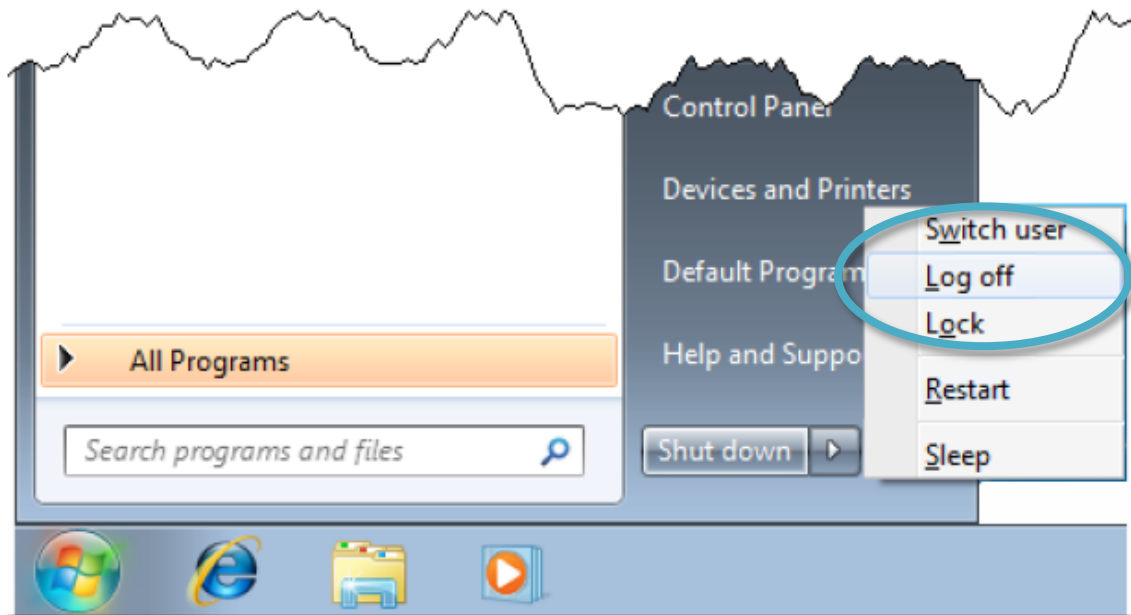 Control Panel
Devices and Printers
Switch user
Default Program
Log off
Lock
All Programs
Help and Suppo
Restart
Search programs and files
Shut down
Sleep